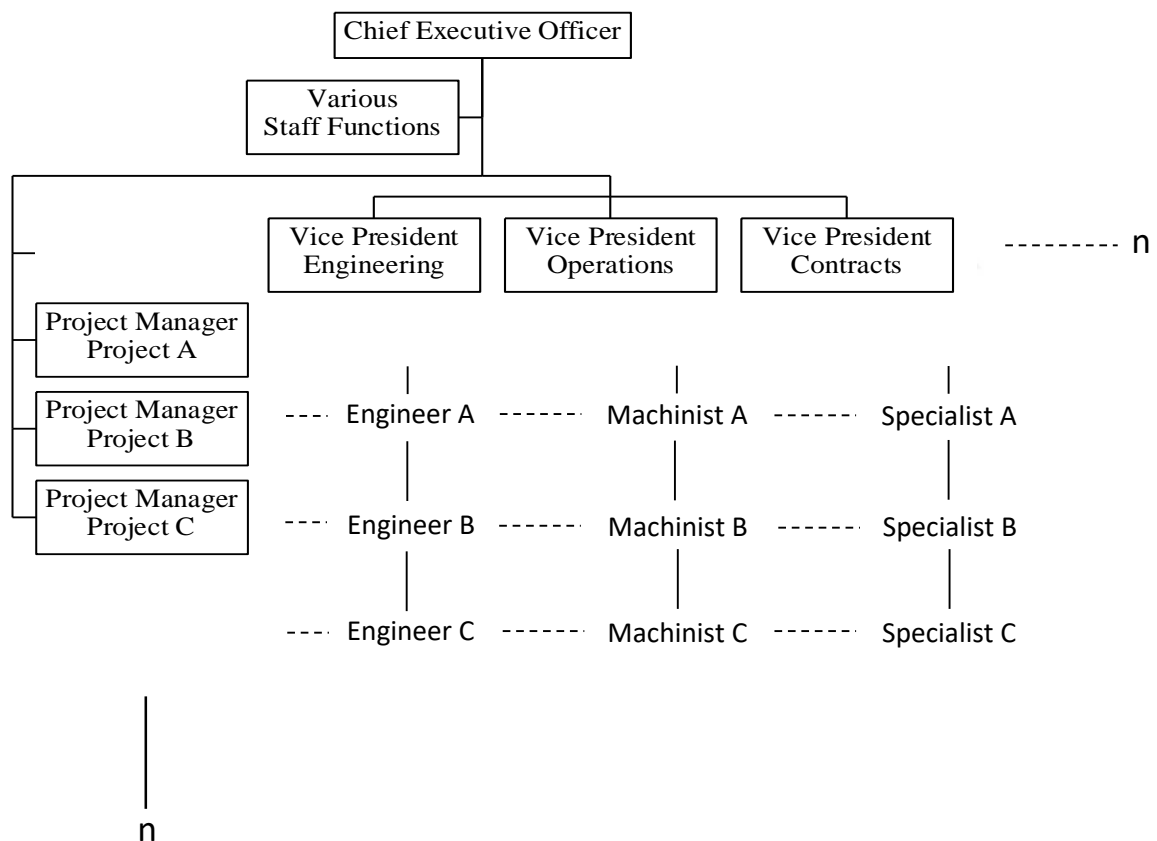 Chief Executive Officer
Various
Staff Functions
Vice President
Engineering
Vice President
Operations
Vice President
Contracts
n
Project Manager
Project A
Project Manager
Project B
Engineer A
Machinist A
Specialist A
Project Manager
Project C
Engineer B
Machinist B
Specialist B
Engineer C
Machinist C
Specialist C
n